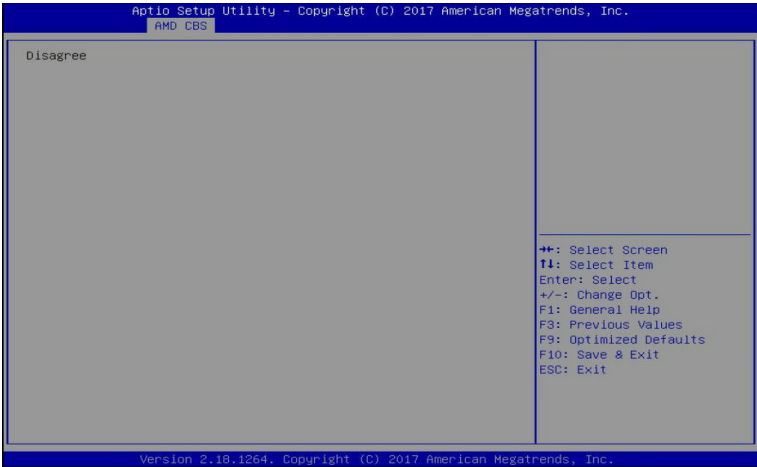 Aptio Setup Utility – Copyright (C) 2017 American Megatrends, Inc.
AMD CBS
Disagree
→←: Select Screen
↑↓: Select Item
Enter: Select
+/-: Change Opt.
F1: General Help
F3: Previous Values
F9: Optimized Defaults
F10: Save & Exit
ESC: Exit
Version 2.18.1264. Copyright (C) 2017 American Megatrends, Inc.